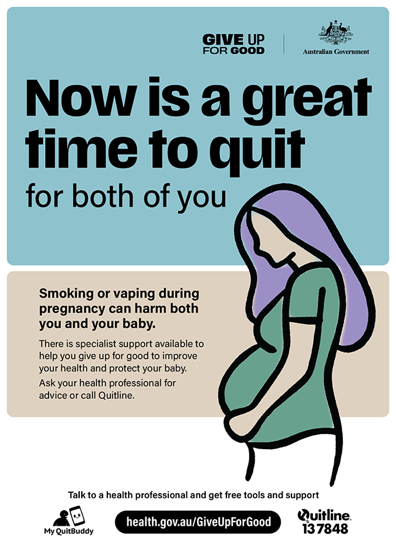 GIVE UP
FOR GOOD
Australian Government
Now is a great
time to quit
for both of you
Smoking or vaping during
pregnancy can harm both
you and your baby.
There is specialist support available to
help you give up for good to improve
your health and protect your baby.
Ask your health professional for
advice or call Quitline.
Talk to a health professional and get free tools and support
My QuitBuddy
health.gov.au/GiveUpForGood
Quitline
13 7848